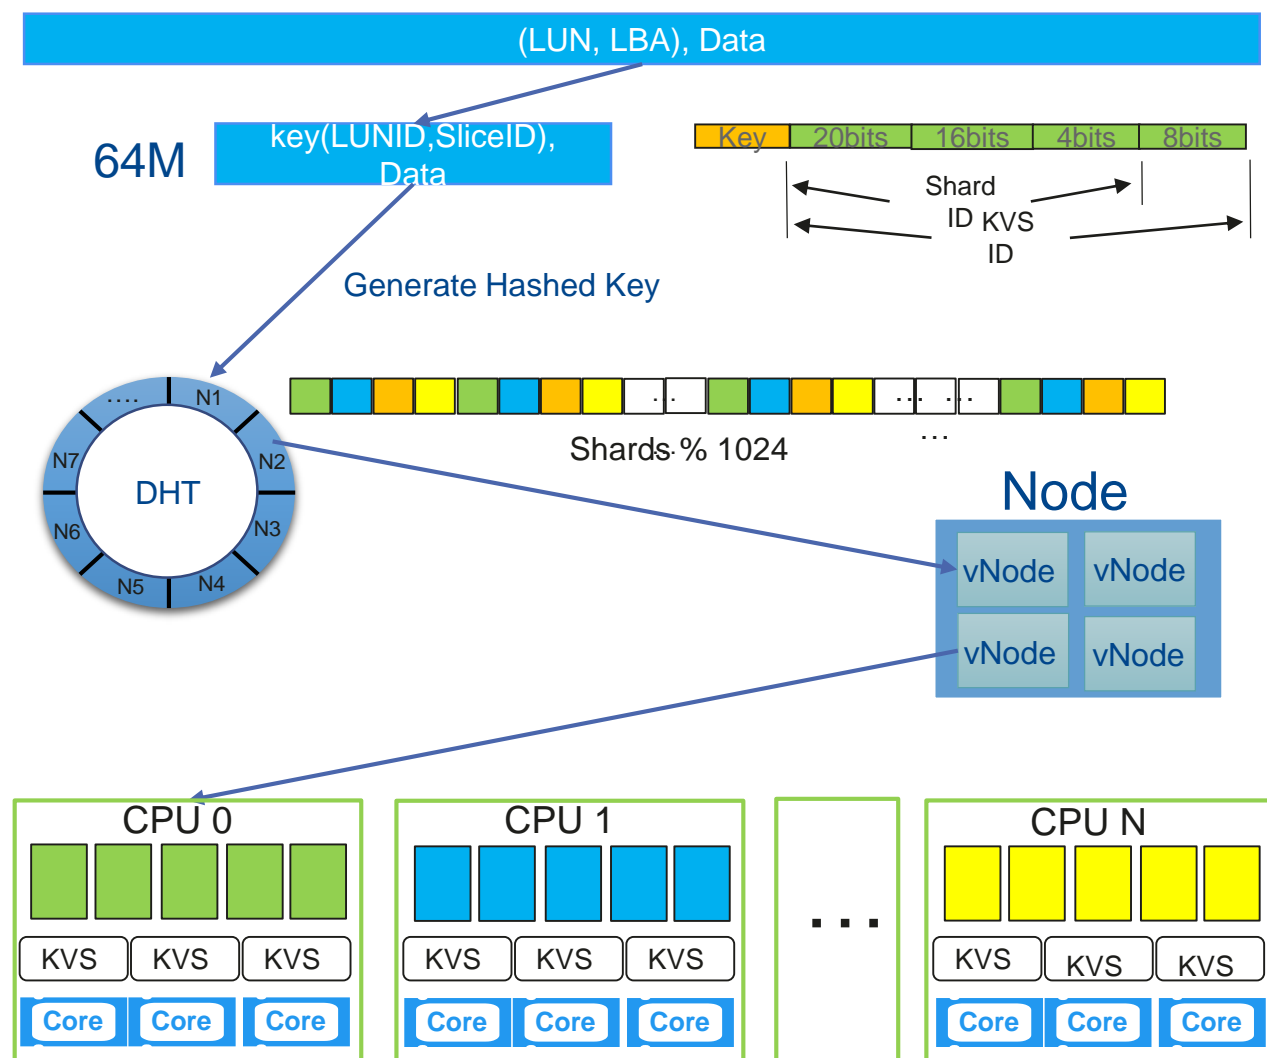 (LUN, LBA), Data
64M
key(LUNID,SliceID),
Data
Key 20bits 16bits 4bits 8bits
Shard
ID KVS
ID
Generate Hashed Key
... ... ...
...
Shards % 1024
...
.... N1
N7 N2
DHT
N6 N3
N5 N4
Node
vNode vNode
vNode vNode
CPU 0 CPU 1 CPU N
...
KVS KVS KVS KVS KVS KVS KVS KVS KVS
Core Core Core Core Core Core Core Core Core